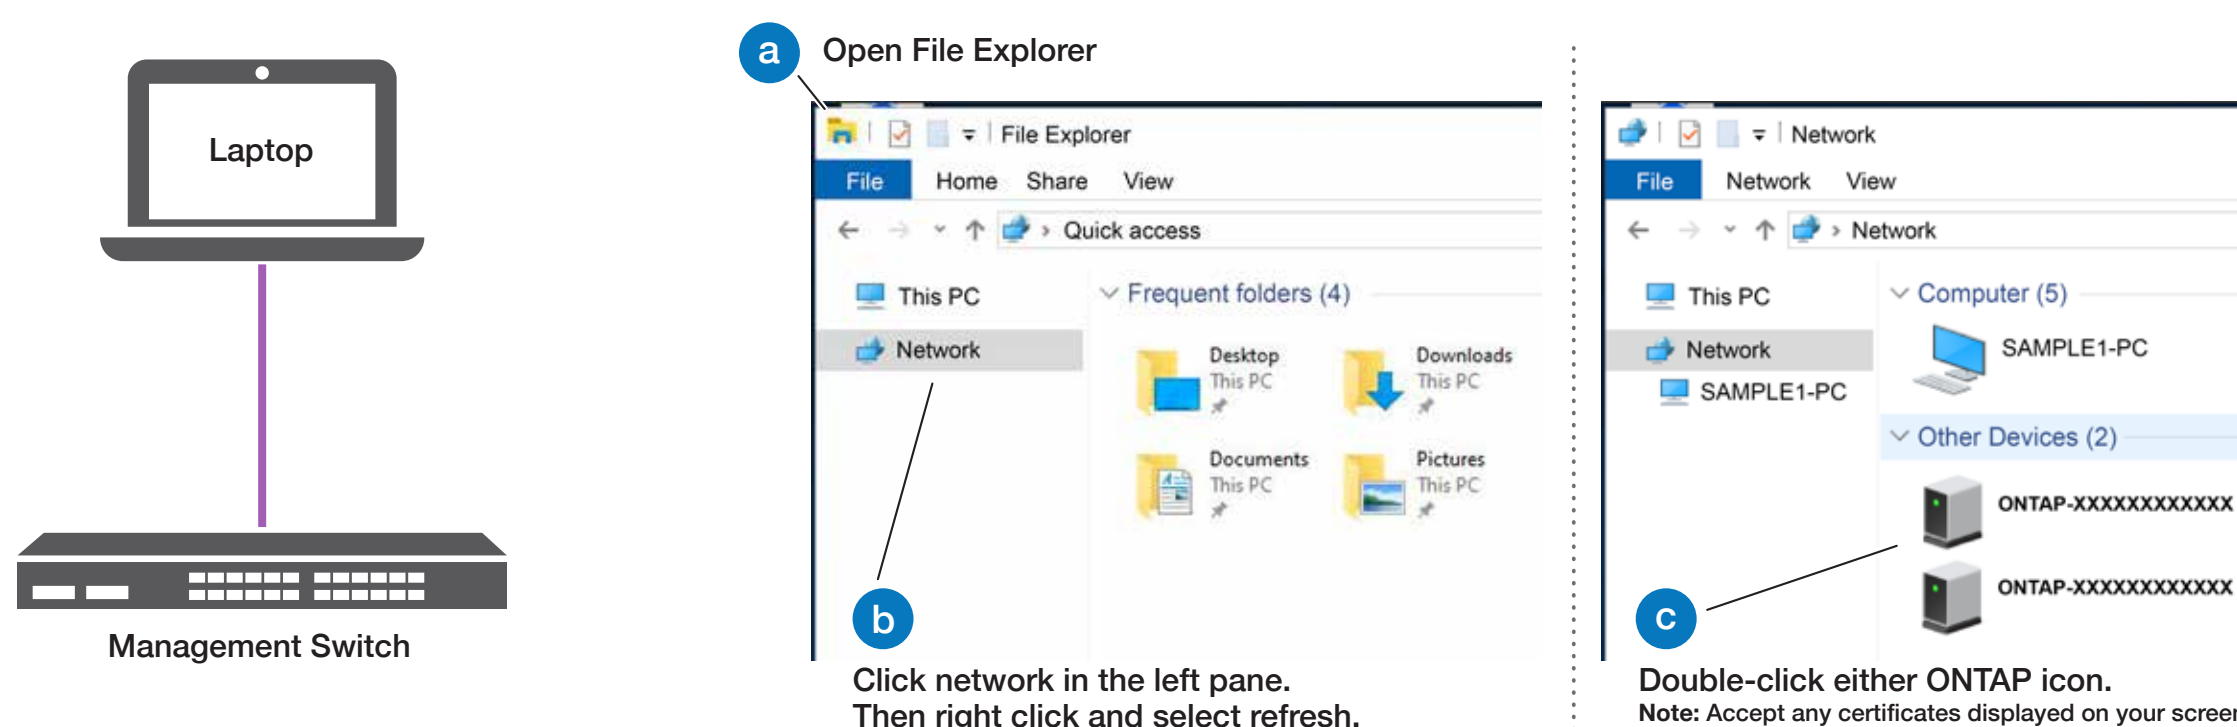 Laptop
Management Switch
a
Open File Explorer
File Explorer
File Home Share View
Quick access
This PC
Network
Frequent folders (4)
Desktop
This PC
Downloads
This PC
Documents
This PC
Pictures
This PC
b
Click network in the left pane.
Then right click and select refresh.
Network
File Network View
Network
This PC
Network
SAMPLE1-PC
Computer (5)
SAMPLE1-PC
Other Devices (2)
ONTAP-XXXXXXXXXXXX
ONTAP-XXXXXXXXXXXX
c
Double-click either ONTAP icon.
Note: Accept any certificates displayed on your screen